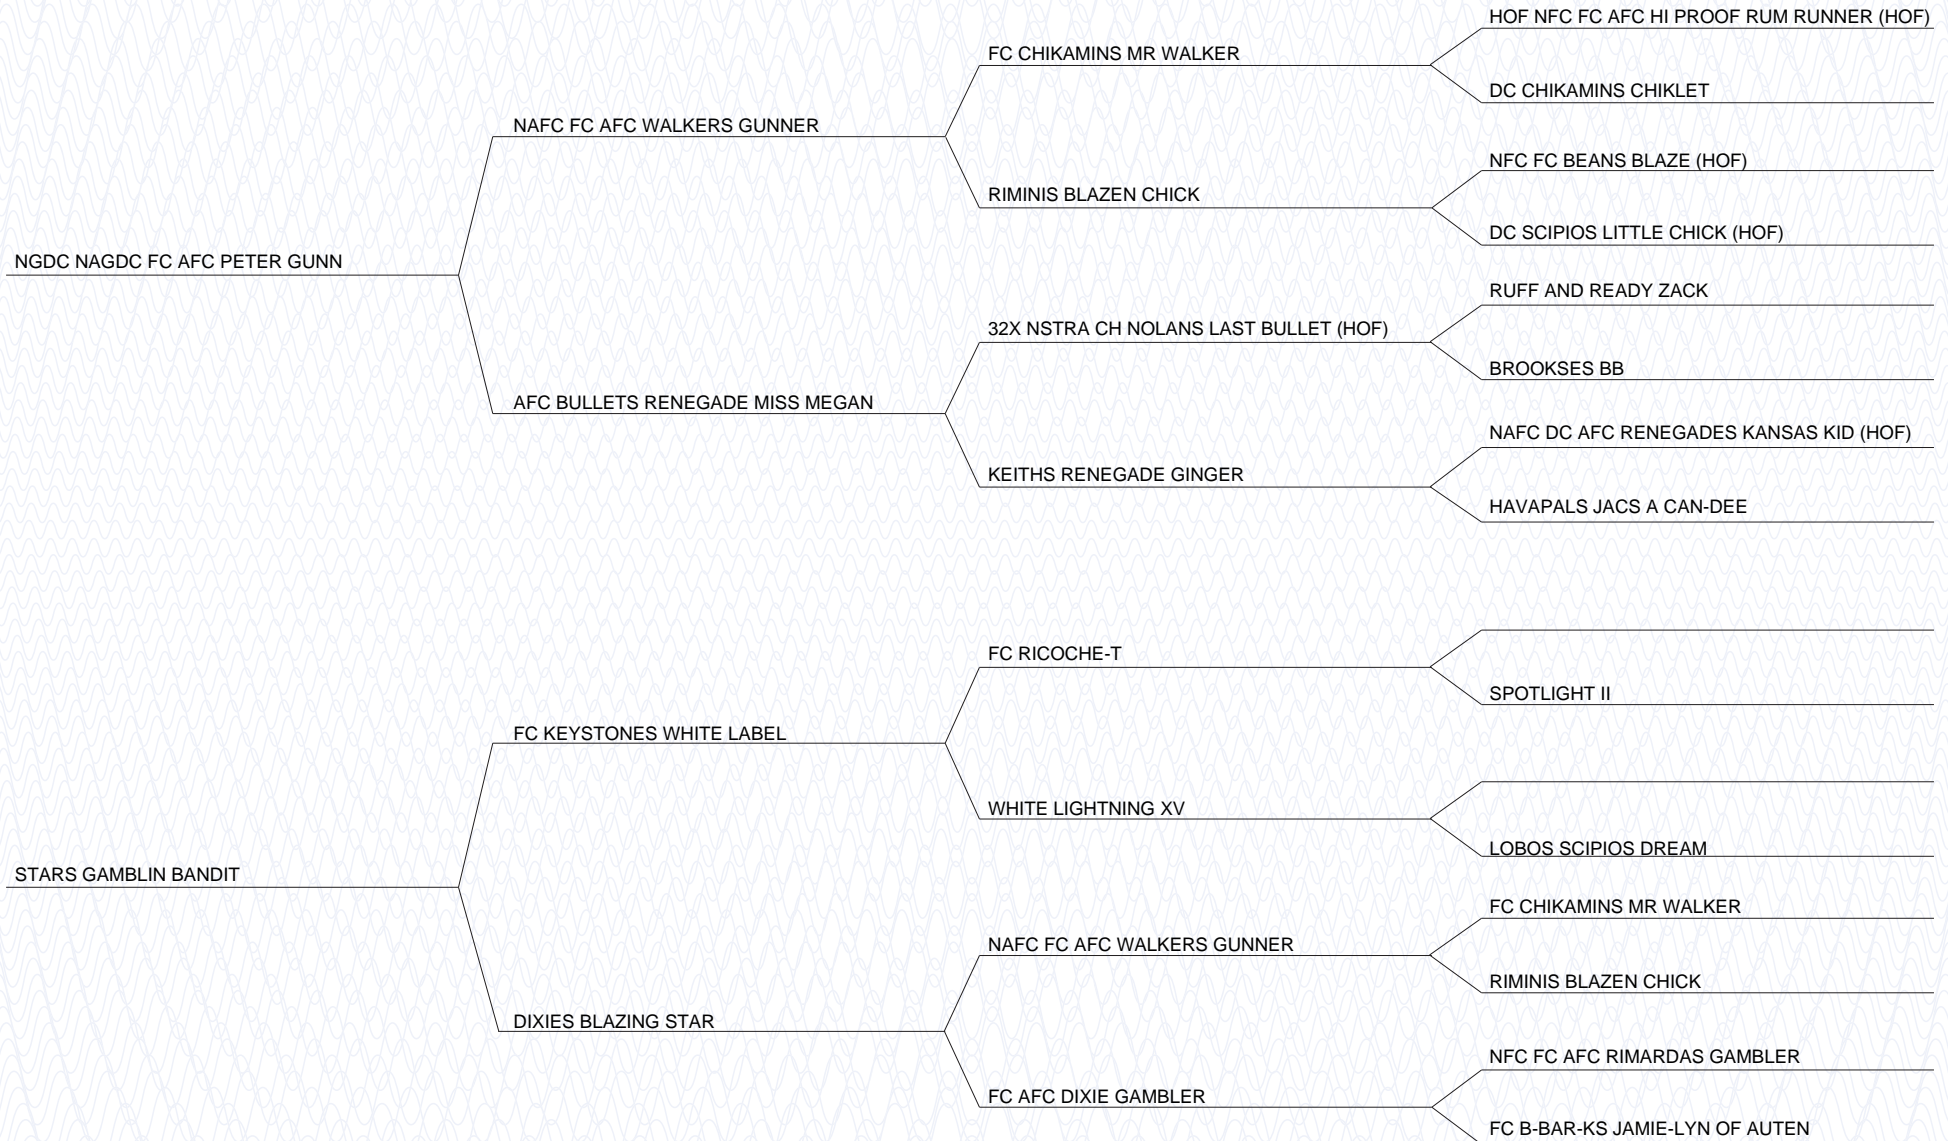 HOF NFC FC AFC HI PROOF RUM RUNNER (HOF)
FC CHIKAMINS MR WALKER
DC CHIKAMINS CHIKLET
NAFC FC AFC WALKERS GUNNER
NFC FC BEANS BLAZE (HOF)
RIMINIS BLAZEN CHICK
DC SCIPIOS LITTLE CHICK (HOF)
NGDC NAGDC FC AFC PETER GUNN
RUFF AND READY ZACK
32X NSTRA CH NOLANS LAST BULLET (HOF)
BROOKSES BB
AFC BULLETS RENEGADE MISS MEGAN
NAFC DC AFC RENEGADES KANSAS KID (HOF)
KEITHS RENEGADE GINGER
HAVAPALS JACS A CAN-DEE
FC RICOCHE-T
SPOTLIGHT II
FC KEYSTONES WHITE LABEL
WHITE LIGHTNING XV
LOBOS SCIPIOS DREAM
STARS GAMBLIN BANDIT
FC CHIKAMINS MR WALKER
NAFC FC AFC WALKERS GUNNER
RIMINIS BLAZEN CHICK
DIXIES BLAZING STAR
NFC FC AFC RIMARDAS GAMBLER
FC AFC DIXIE GAMBLER
FC B-BAR-KS JAMIE-LYN OF AUTEN